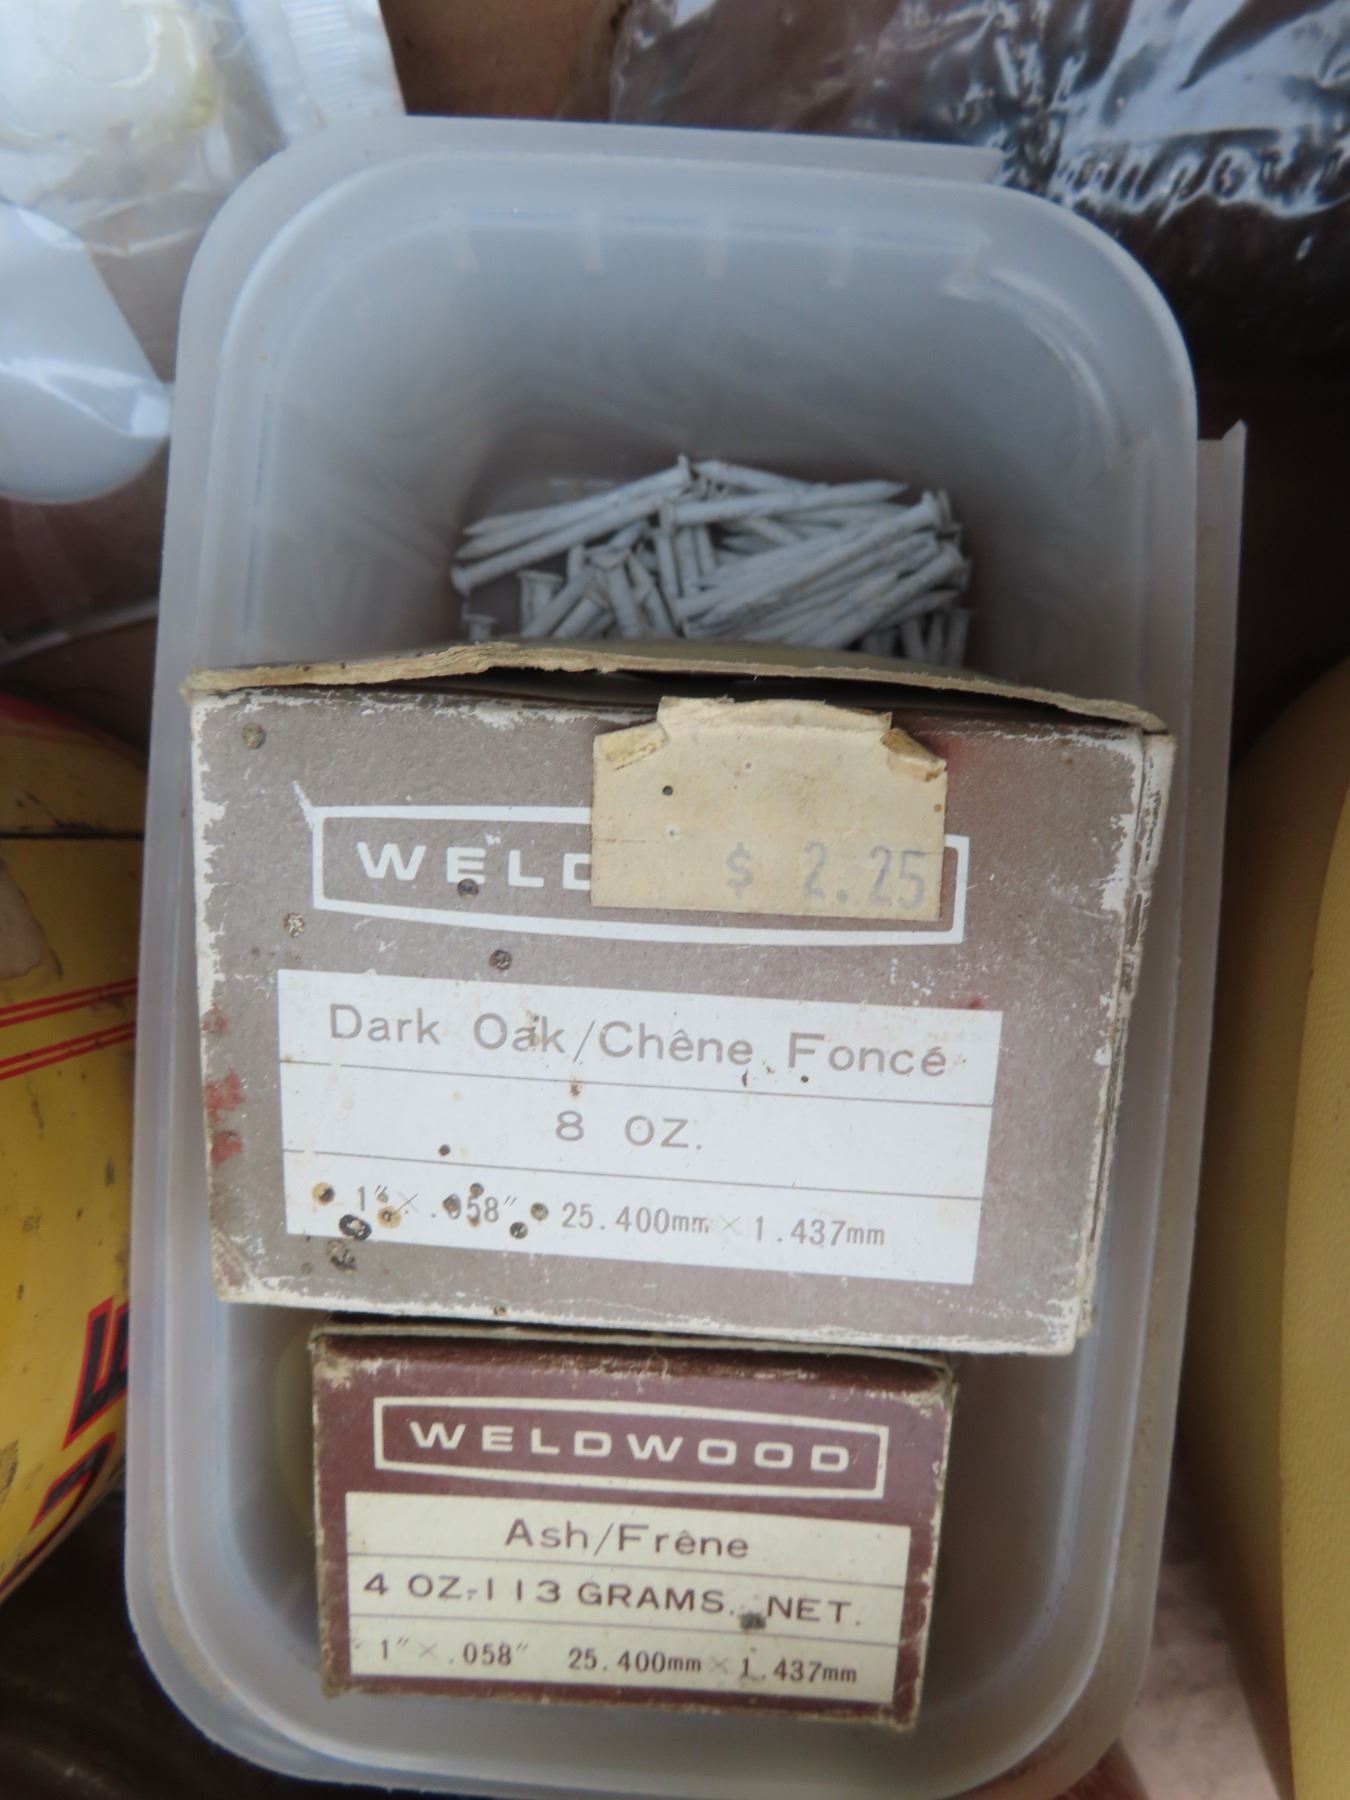 $ 2.25
WELD
Dark Oak/Chêne Foncé
8 OZ.
1" × .058" 25.400mm × 1.437mm
WELDWOOD
Ash/Frêne
4 OZ.-113 GRAMS. NET.
1" × .058" 25.400mm × 1.437mm